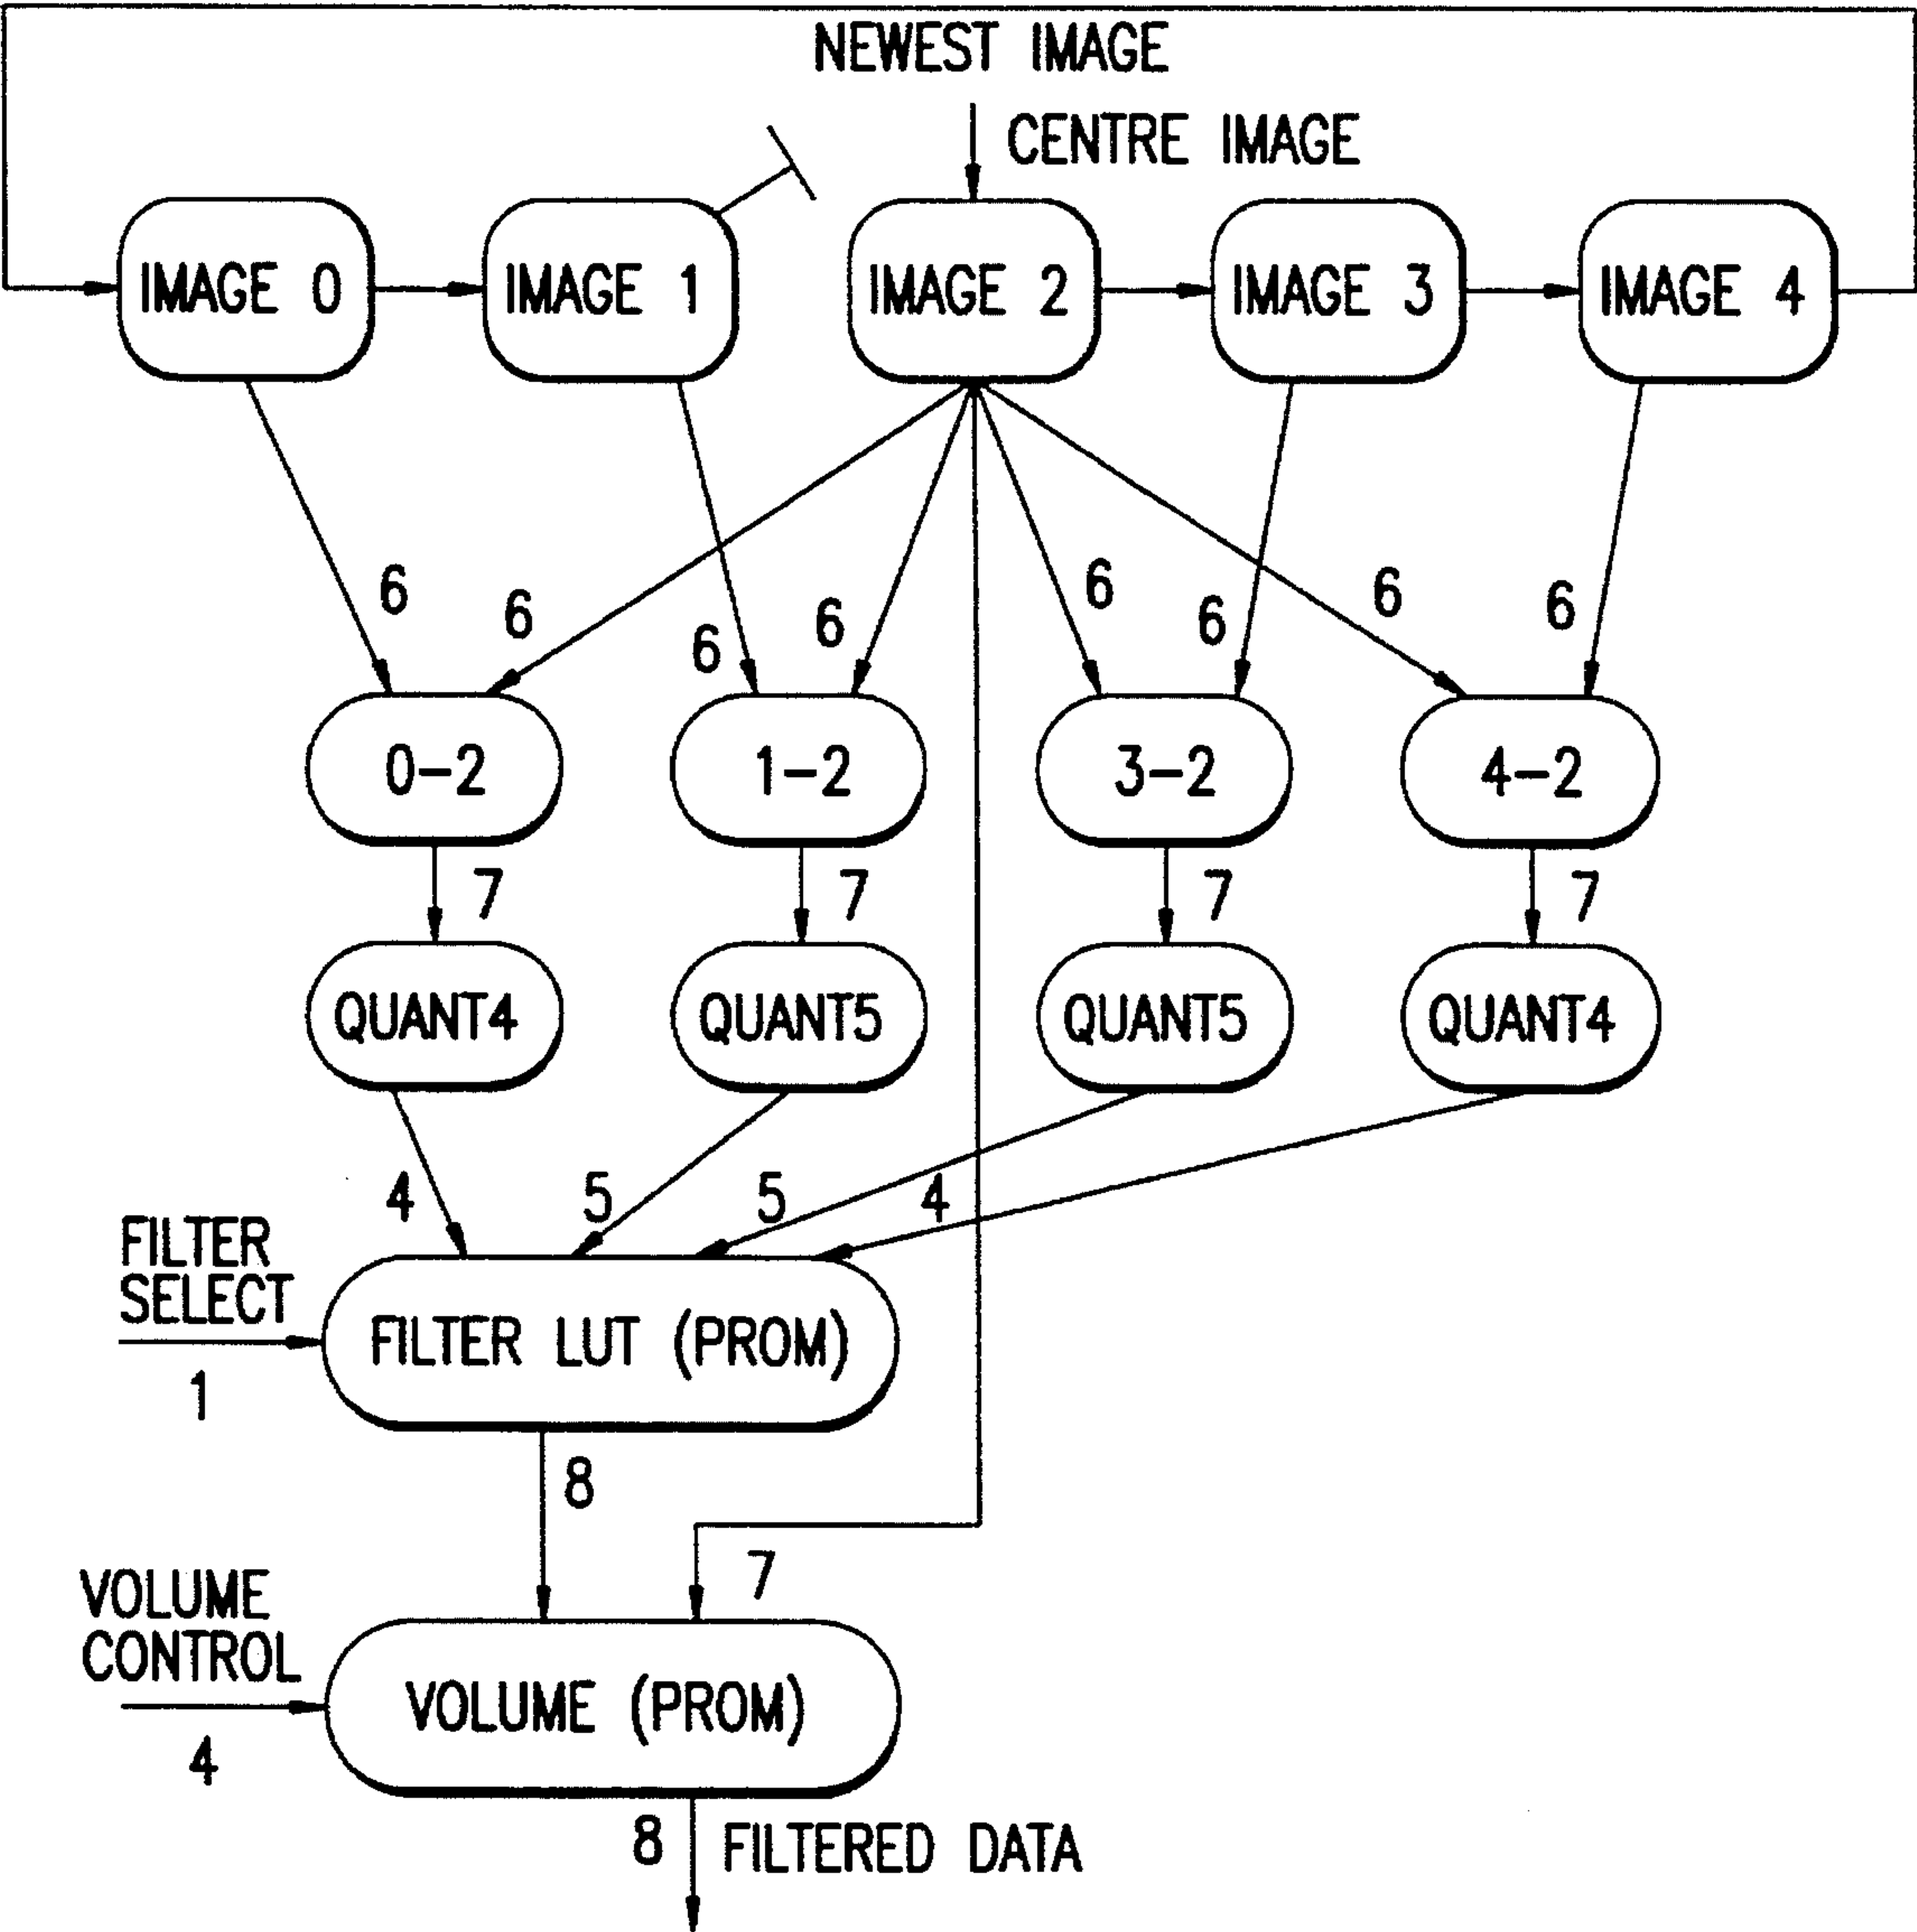 NEWEST IMAGE
CENTRE IMAGE
IMAGE 0
IMAGE 1
IMAGE 2
IMAGE 3
IMAGE 4
6
6
6
6
6
6
6
6
0-2
1-2
3-2
4-2
7
7
7
7
QUANT4
QUANT5
QUANT5
QUANT4
4
5
5
4
FILTER
SELECT
1
FILTER LUT (PROM)
8
7
VOLUME
CONTROL
4
VOLUME (PROM)
8
FILTERED DATA